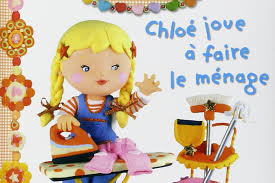 Chloé joue
à faire
le ménage